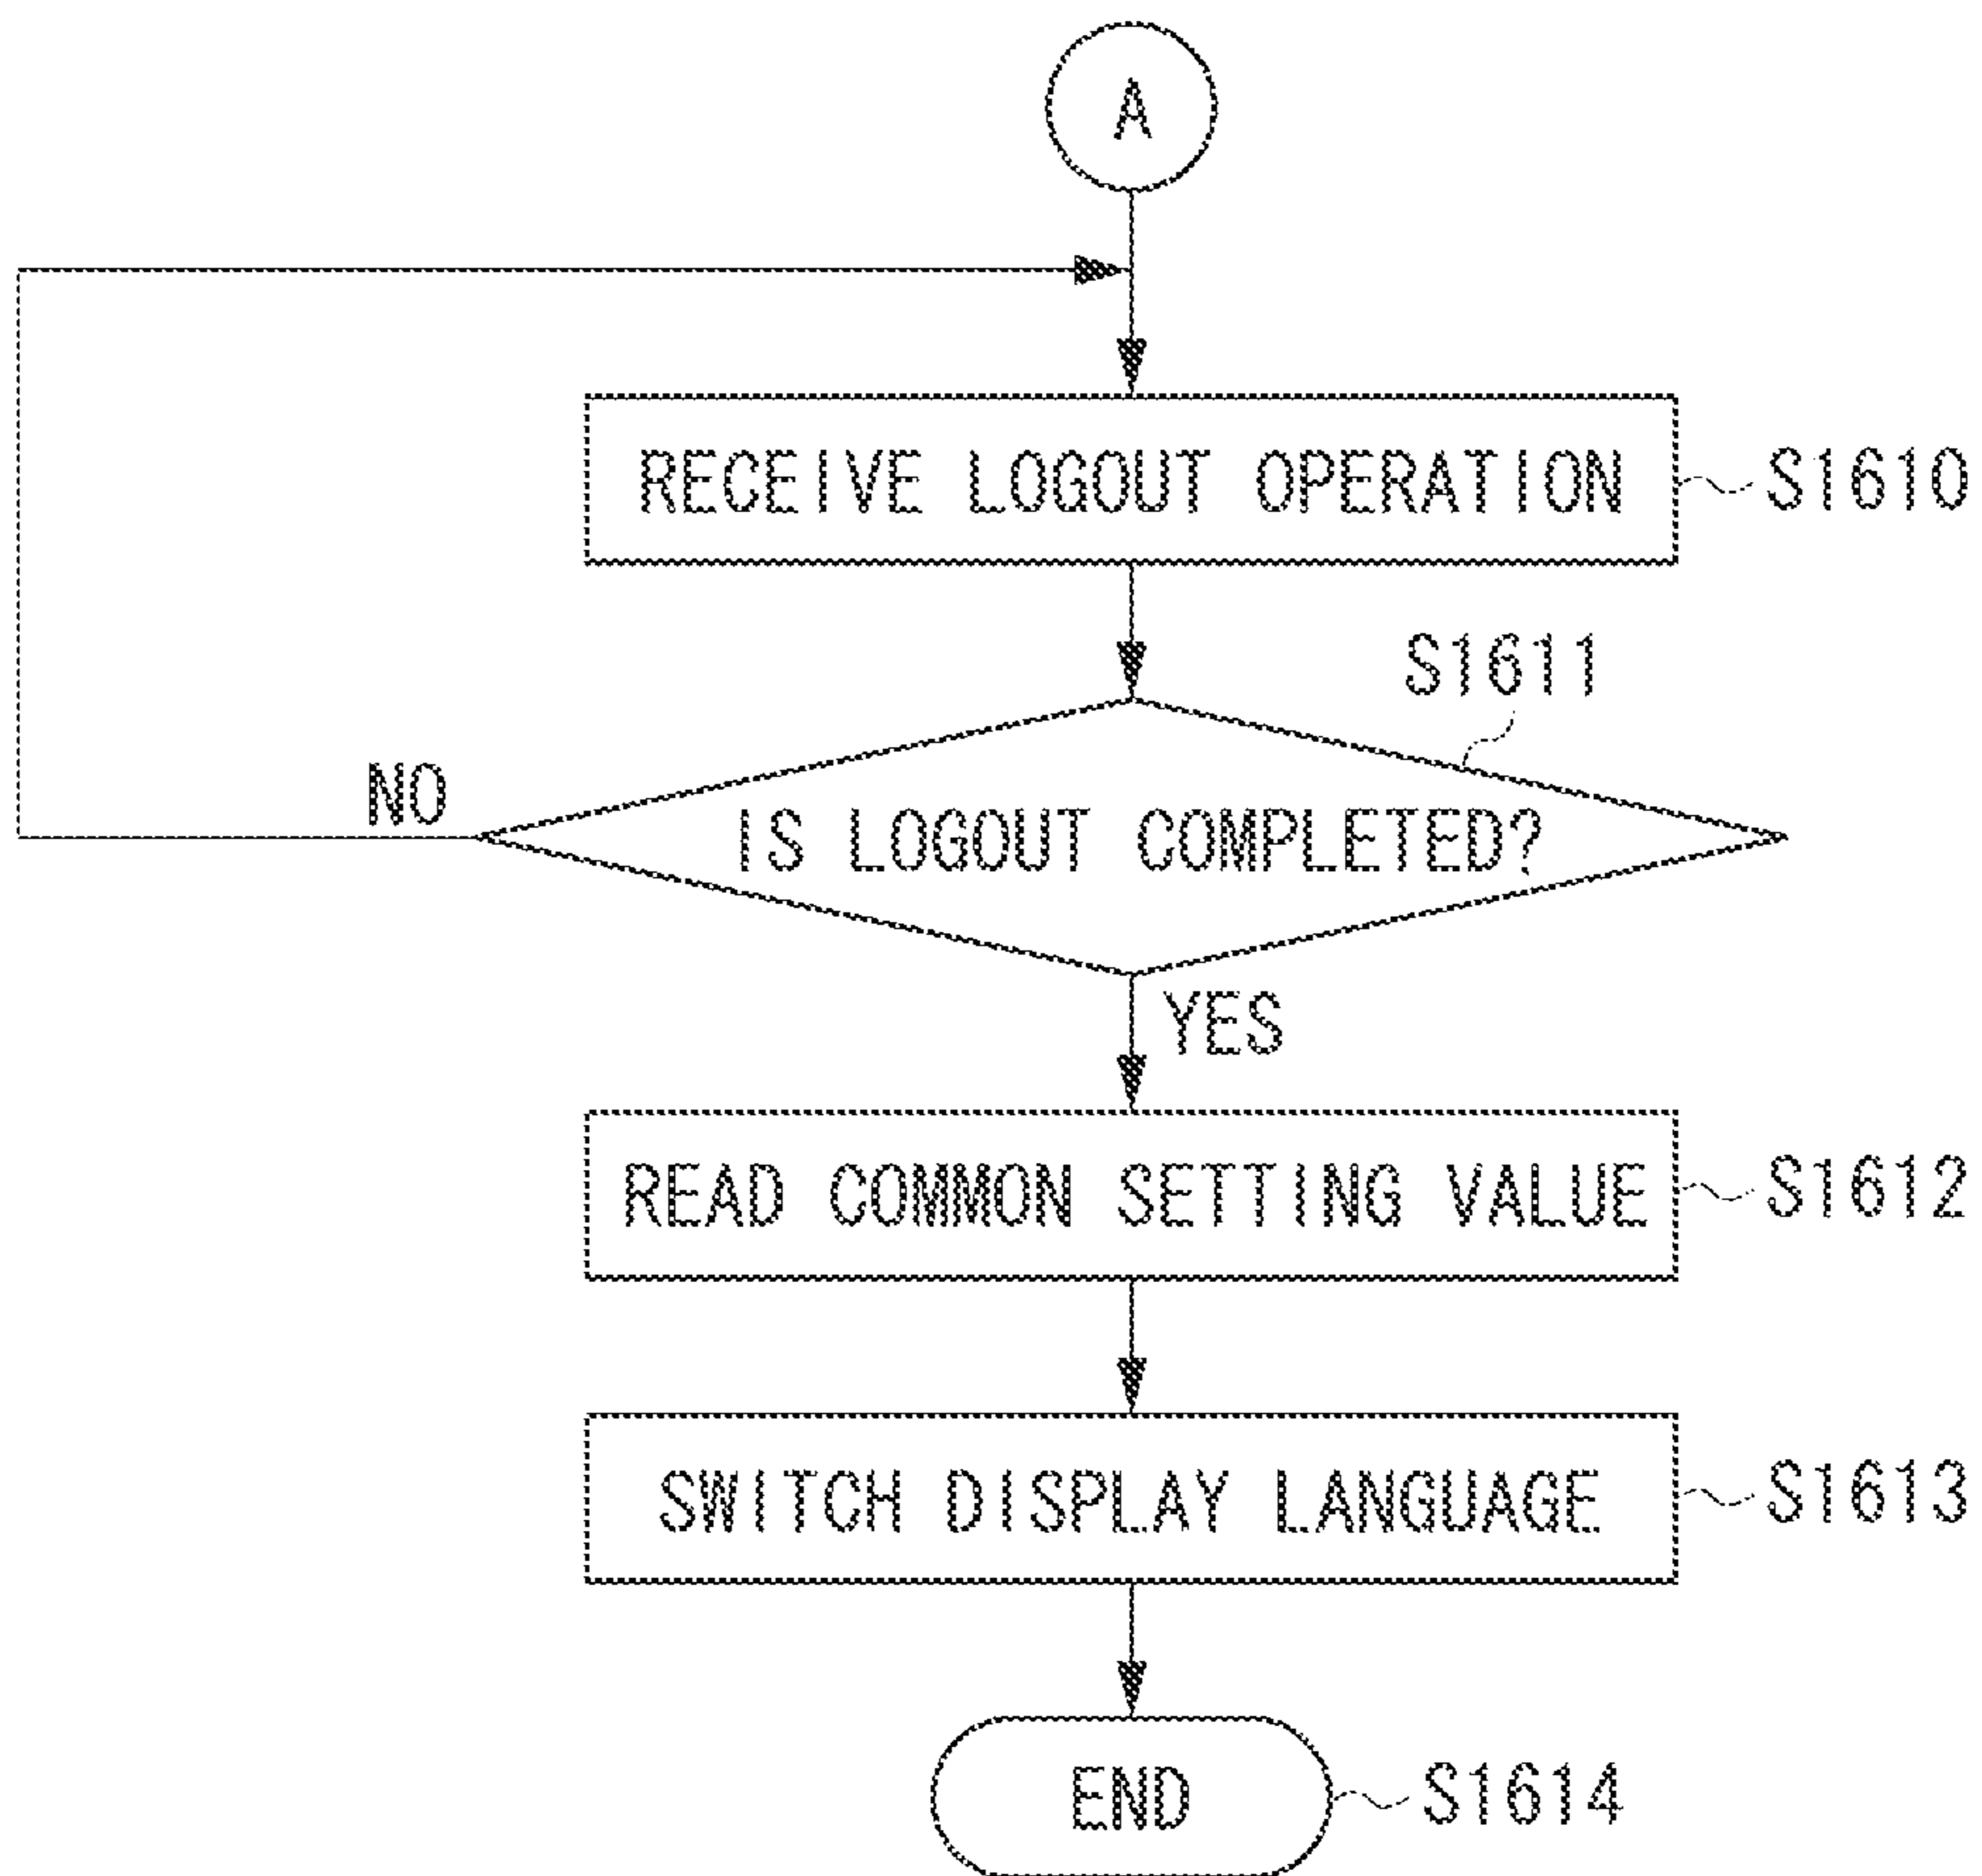 A
RECEIVE LOGOUT OPERATION
S1610
S1611
NO
IS LOGOUT COMPLETED?
YES
READ COMMON SETTING VALUE
S1612
SWITCH DISPLAY LANGUAGE
S1613
END
S1614